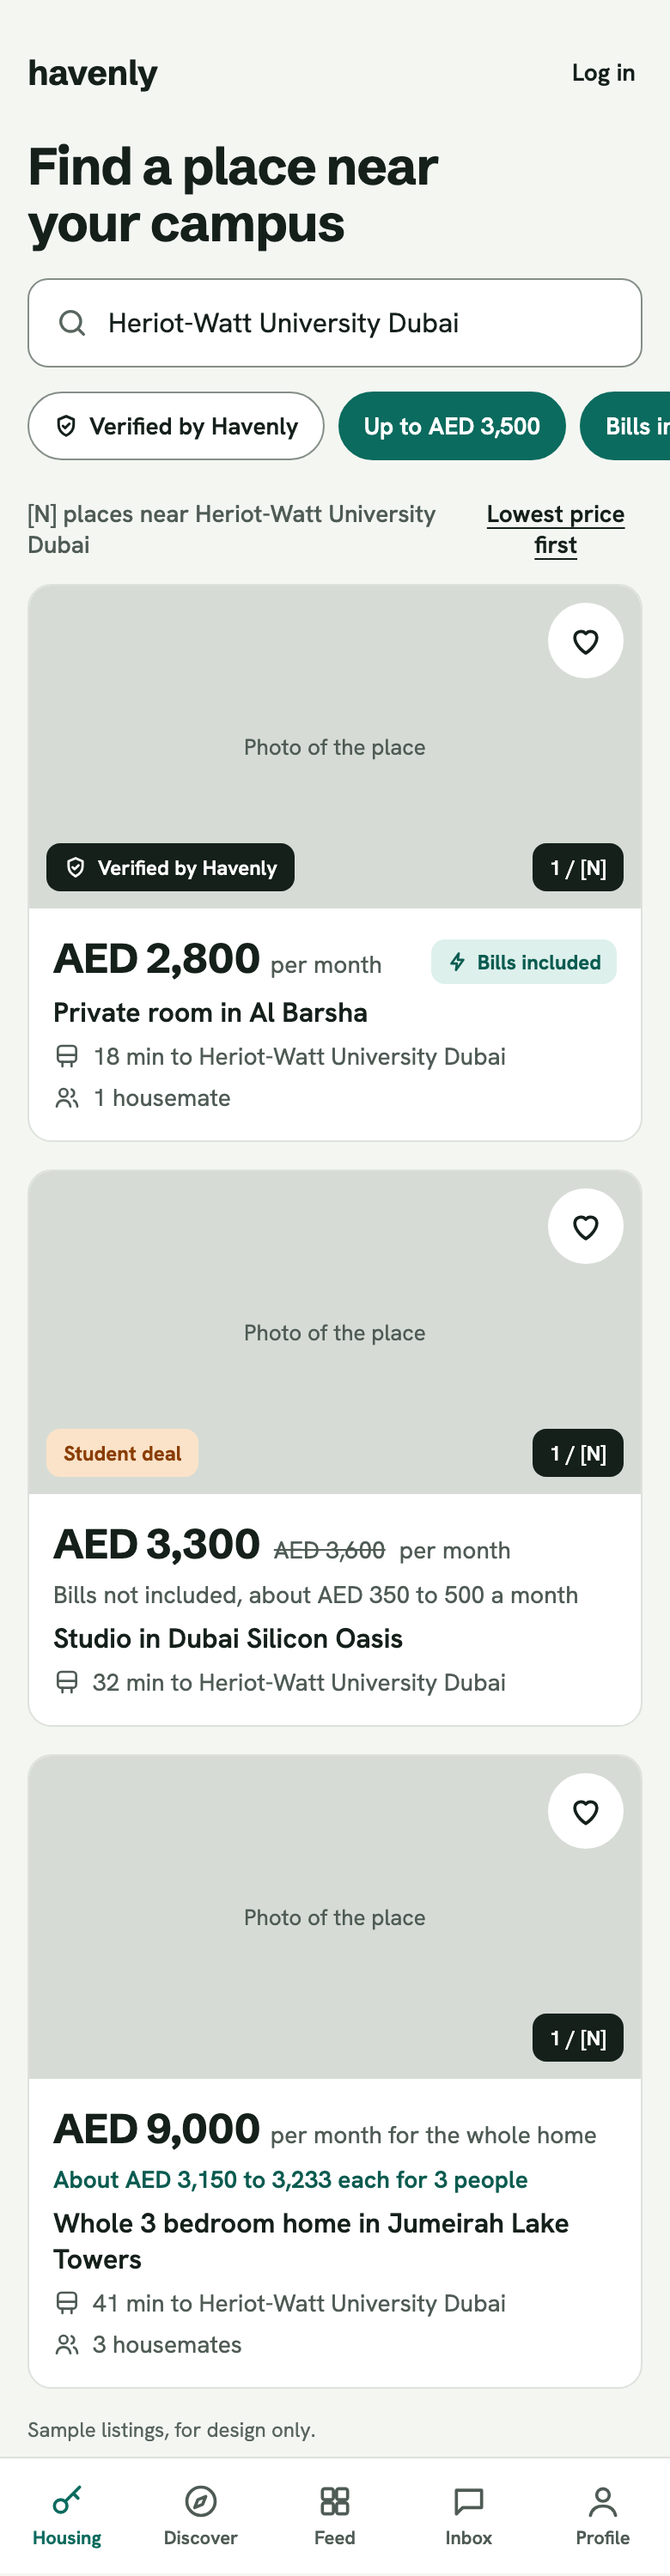 havenly
Log in
Find a place near
your campus
Heriot-Watt University Dubai
Verified by Havenly
Up to AED 3,500
Bills
[N] places near Heriot-Watt University
Dubai
Lowest price
first
Photo of the place
Verified by Havenly
1 / [N]
AED 2,800 per month
Bills included
Private room in Al Barsha
18 min to Heriot-Watt University Dubai
1 housemate
Photo of the place
Student deal
1 / [N]
AED 3,300 AED 3,600 per month
Bills not included, about AED 350 to 500 a month
Studio in Dubai Silicon Oasis
32 min to Heriot-Watt University Dubai
Photo of the place
1 / [N]
AED 9,000 per month for the whole home
About AED 3,150 to 3,233 each for 3 people
Whole 3 bedroom home in Jumeirah Lake
Towers
41 min to Heriot-Watt University Dubai
3 housemates
Sample listings, for design only.
Housing
Discover
Feed
Inbox
Profile